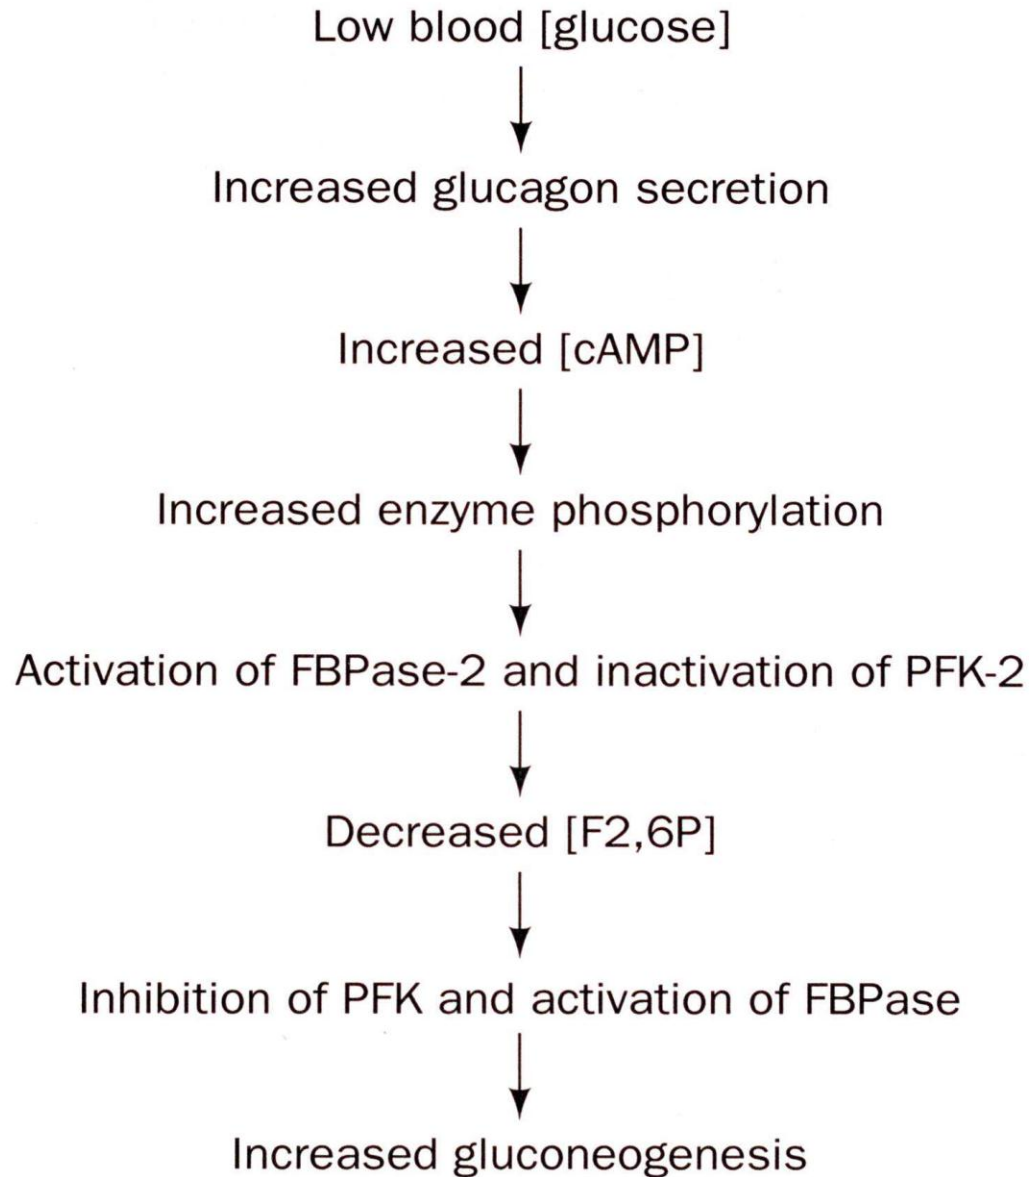 Low blood [glucose]
Increased glucagon secretion
Increased [cAMP]
Increased enzyme phosphorylation
Activation of FBPase-2 and inactivation of PFK-2
Decreased [F2,6P]
Inhibition of PFK and activation of FBPase
Increased gluconeogenesis